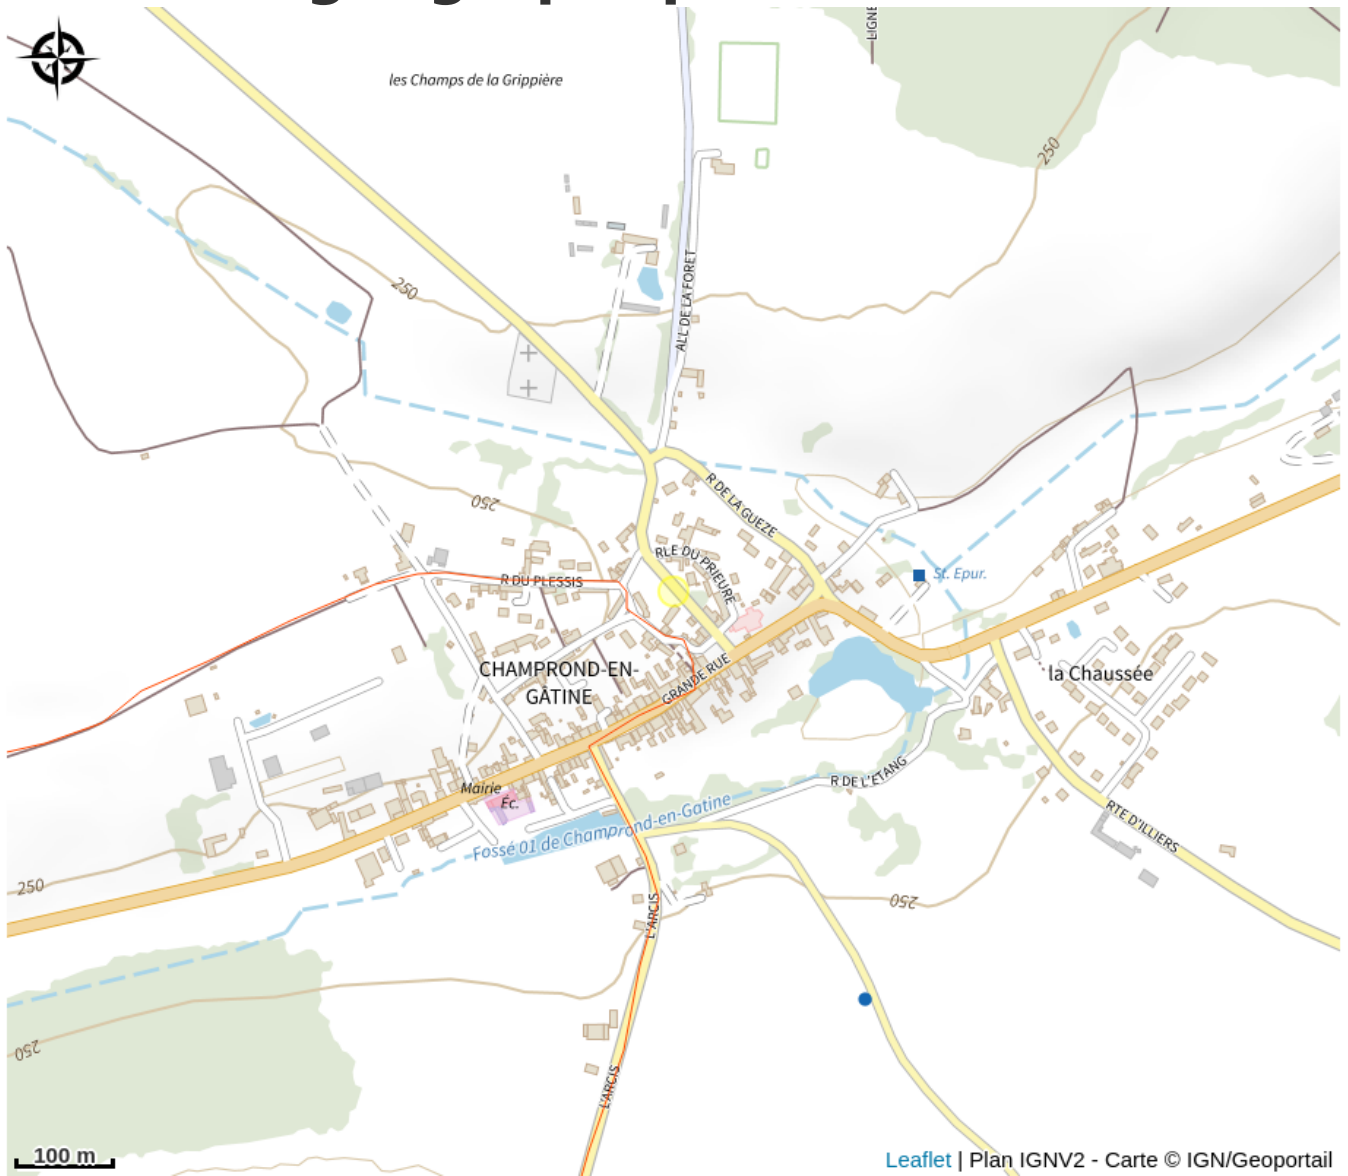 LIGNE
les Champs de la Grippière
250
250
ALL DE LA FORET
250
R DE LA GUEZE
RLE DU PRIEURE
R DU PLESSIS
St. Epur.
CHAMPROND-EN-
GÂTINE
GRANDE RUE
la Chaussée
Mairie
Éc.
R DE L'ETANG
Fossé 01 de Champrond-en-Gatine
RTE D'ILLIERS
250
250
L'ARCIS
250
L'ARCIS
100 m
Leaflet | Plan IGNV2 - Carte © IGN/Geoportail